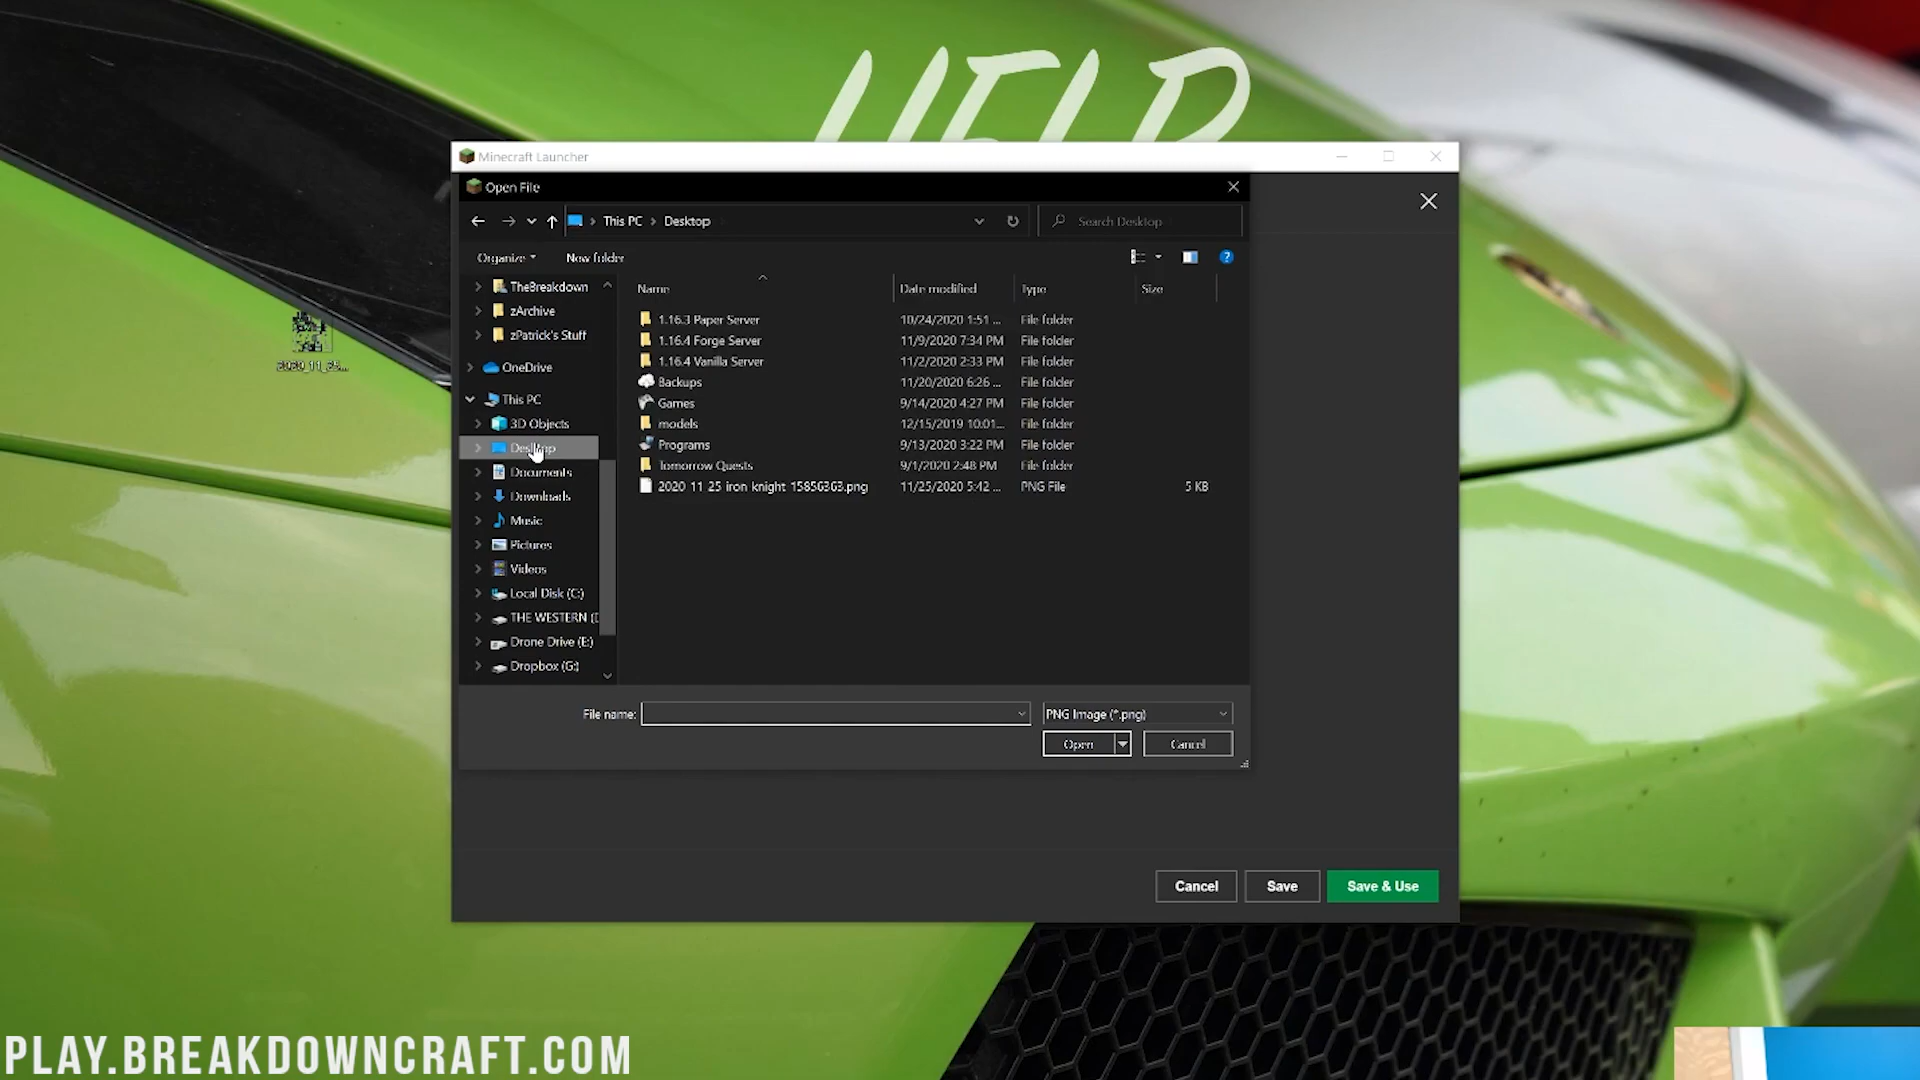 HELP
Minecraft Launcher
Open File
This PC > Desktop
Search Desktop
Organize
New folder
Name
Date modified
Type
Size
TheBreakdown
zArchive
zPatrick's Stuff
OneDrive
This PC
3D Objects
Desktop
Documents
Downloads
Music
Pictures
Videos
Local Disk (C:)
THE WESTERN (
Drone Drive (E:)
Dropbox (G:)
1.16.3 Paper Server 10/24/2020 1:51 ... File folder
1.16.4 Forge Server 11/9/2020 7:34 PM File folder
1.16.4 Vanilla Server 11/2/2020 2:33 PM File folder
Backups 11/20/2020 6:26 ... File folder
Games 9/14/2020 4:27 PM File folder
models 12/15/2019 10:01... File folder
Programs 9/13/2020 3:22 PM File folder
Tomorrow Quests 9/1/2020 2:48 PM File folder
2020 11 25 iron knight 15856363.png 11/25/2020 5:42 ... PNG File 5 KB
File name:
PNG Image (*.png)
Open
Cancel
Cancel
Save
Save & Use
PLAY.BREAKDOWNCRAFT.COM